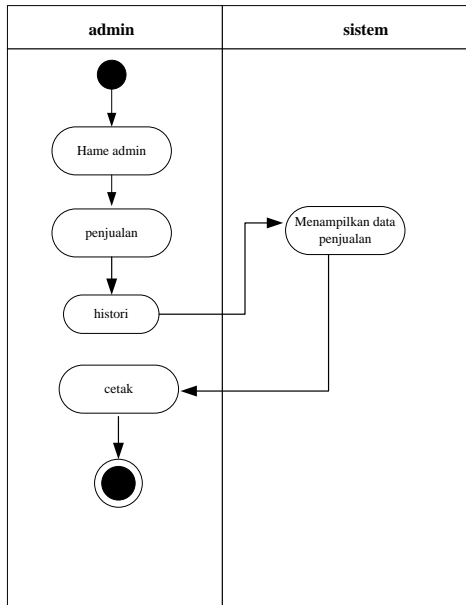 admin
sistem
Hame admin
penjualan
Menampilkan data
penjualan
histori
cetak